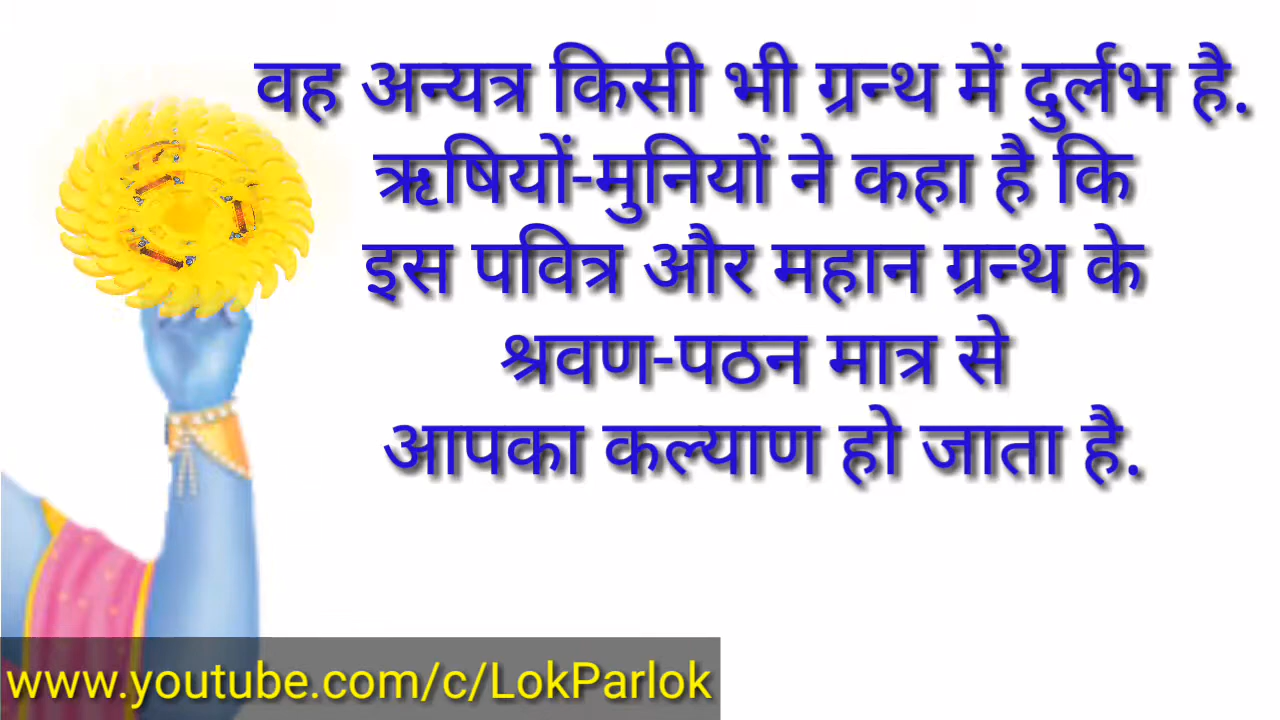 वह अन्यत्र किसी भी ग्रन्थ में दुर्लभ है.
ऋषियों-मुनियों ने कहा है कि
इस पवित्र और महान ग्रन्थ के
श्रवण-पठन मात्र से
आपका कल्याण हो जाता है.
www.youtube.com/c/LokParlok